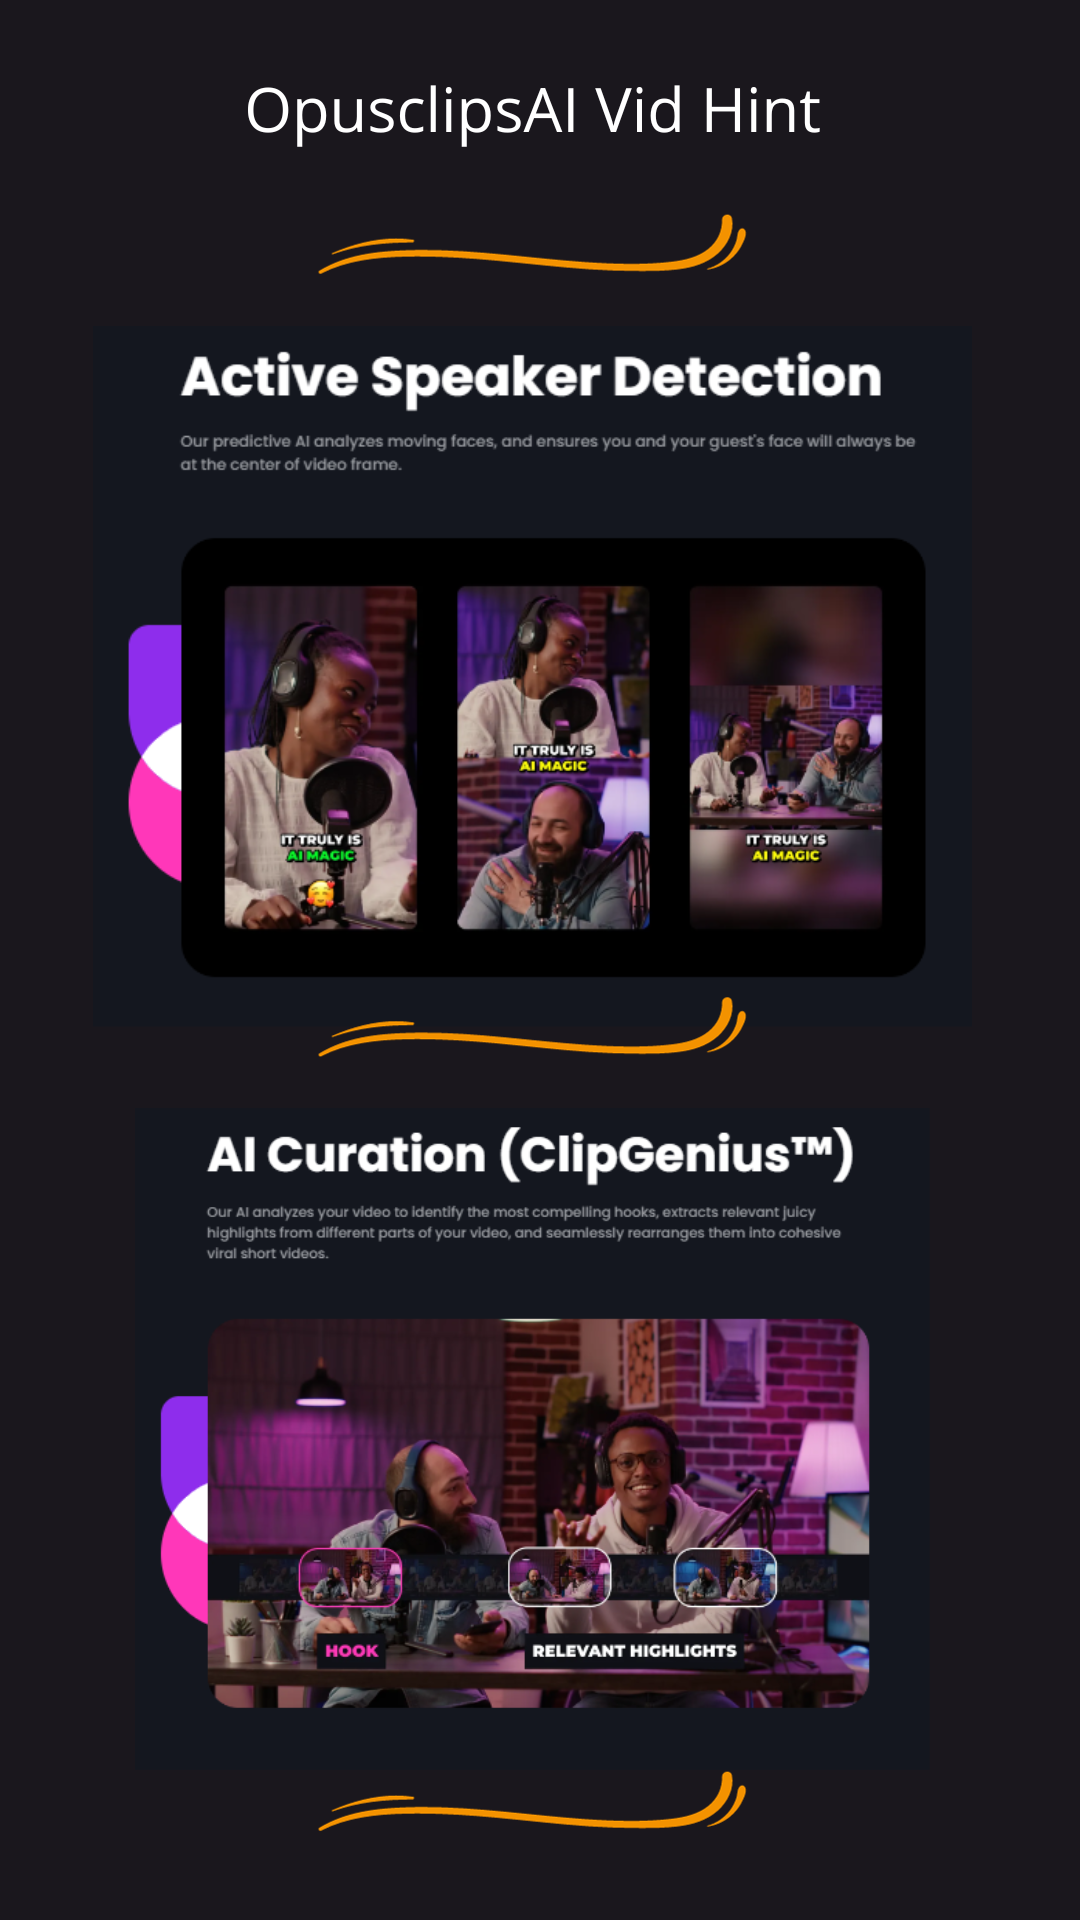 OpusclipsAI Vid Hint
Active Speaker Detection
Our predictive AI analyzes moving faces, and ensures you and your guest's face will always be
at the center of video frame.
IT TRULY IS
AI MAGIC
IT TRULY IS
AI MAGIC
IT TRULY IS
AI MAGIC
AI Curation (ClipGenius™)
Our AI analyzes your video to identify the most compelling hooks, extracts relevant juicy
highlights from different parts of your video, and seamlessly rearranges them into cohesive
viral short videos.
HOOK
RELEVANT HIGHLIGHTS